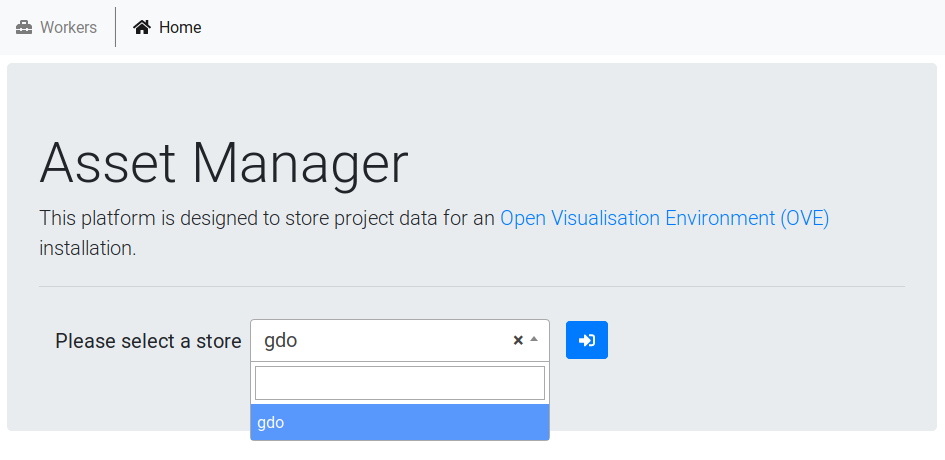 Workers Home
Asset Manager
This platform is designed to store project data for an Open Visualisation Environment (OVE)
installation.
Please select a store gdo ×
gdo